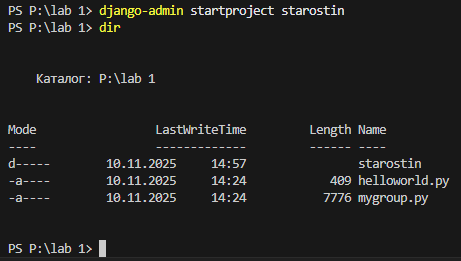 PS P:\lab 1> django-admin startproject starostin
PS P:\lab 1> dir
Каталог: P:\lab 1
Mode                 LastWriteTime         Length Name
----                 -------------         ------ ----
d-----        10.11.2025     14:57                starostin
-a----        10.11.2025     14:24            409 helloworld.py
-a----        10.11.2025     14:24           7776 mygroup.py
PS P:\lab 1>